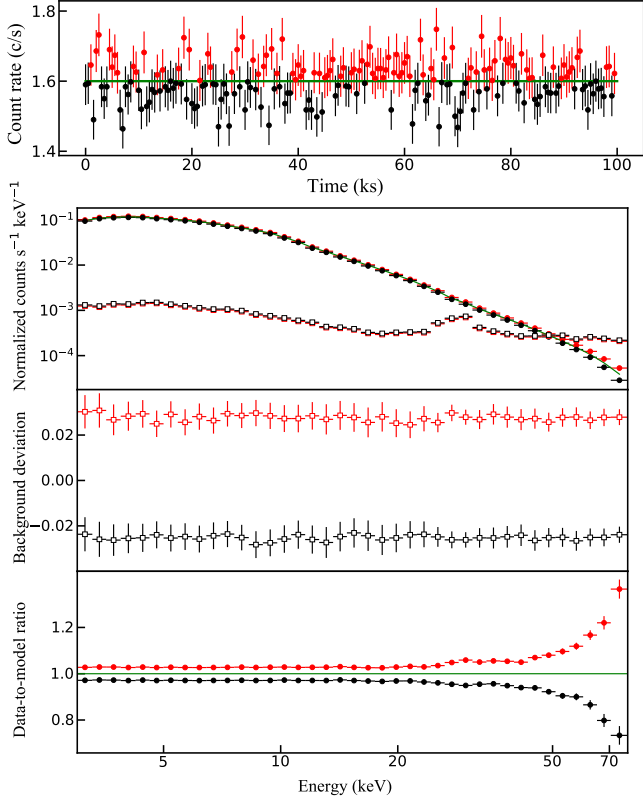 Count rate (c/s)
1.8
1.6
1.4
0 20 40 60 80 100
Time (ks)
Normalized counts s⁻¹ keV⁻¹
10⁻¹
10⁻²
10⁻³
10⁻⁴
Background deviation
0.02
0.00
−0.02
Data-to-model ratio
1.2
1.0
0.8
5 10 20 50 70
Energy (keV)